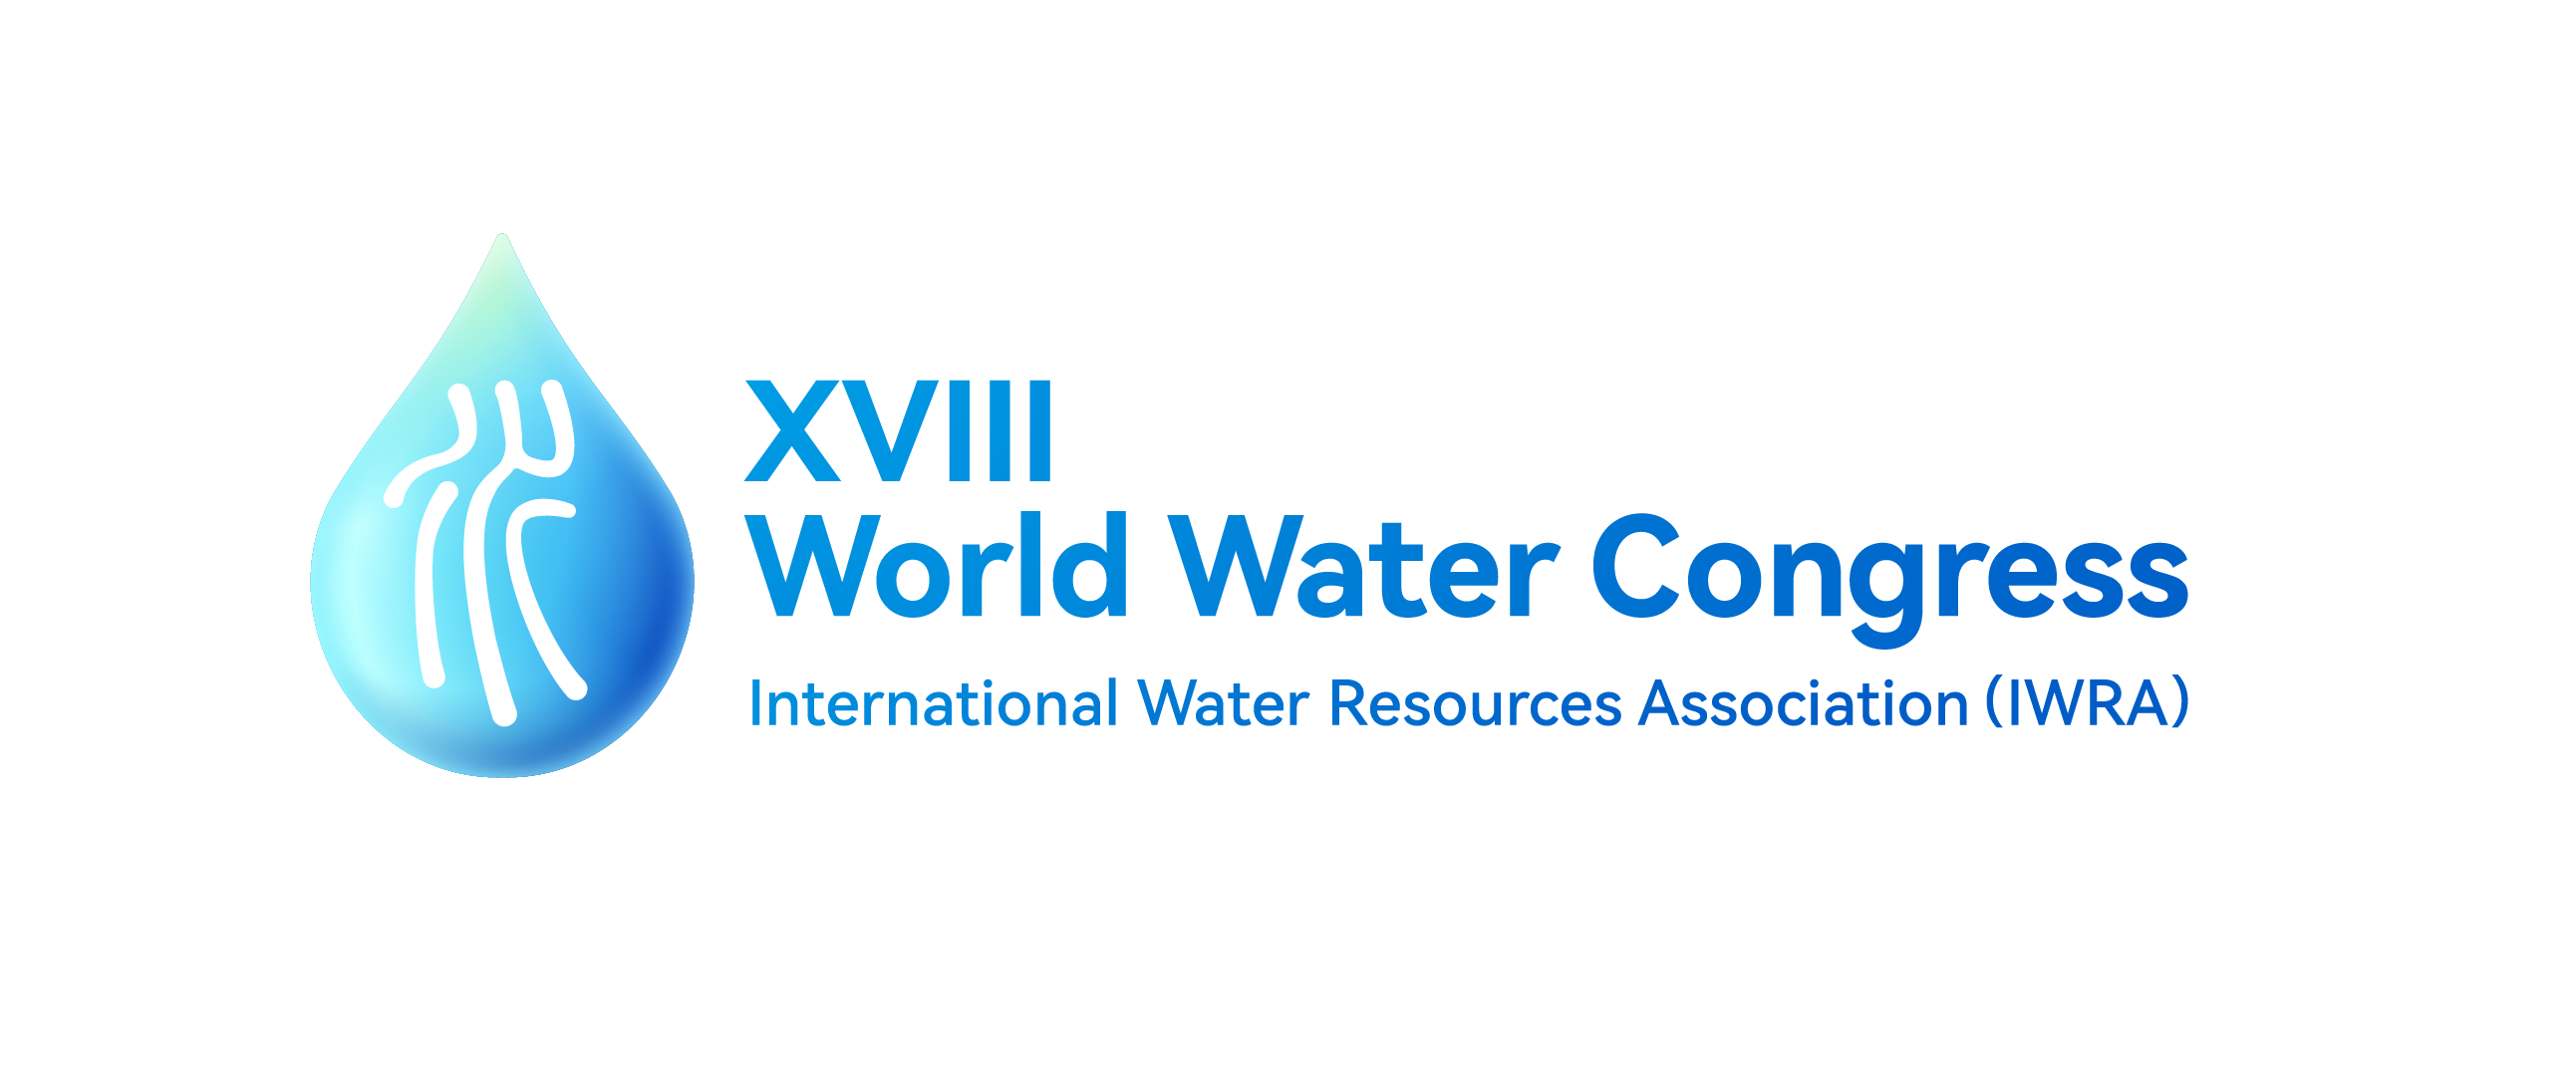 XVIII
World Water Congress
International Water Resources Association (IWRA)